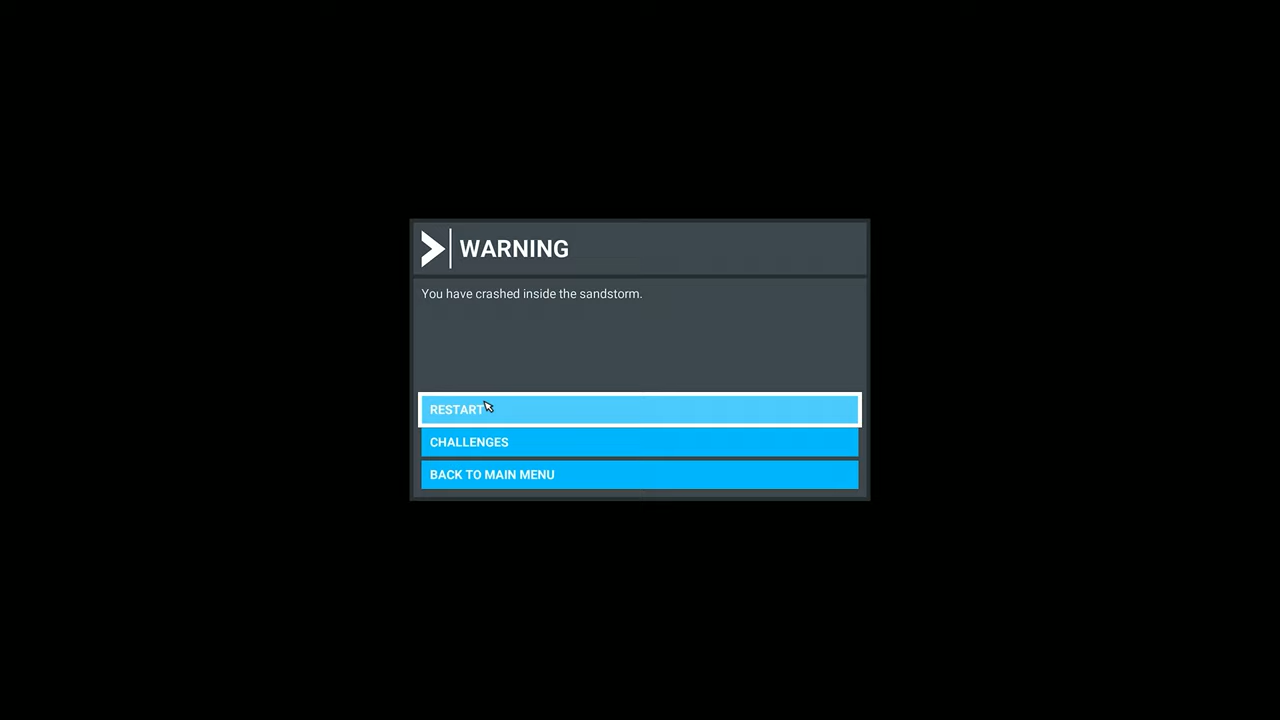 WARNING
You have crashed inside the sandstorm.
RESTART
CHALLENGES
BACK TO MAIN MENU